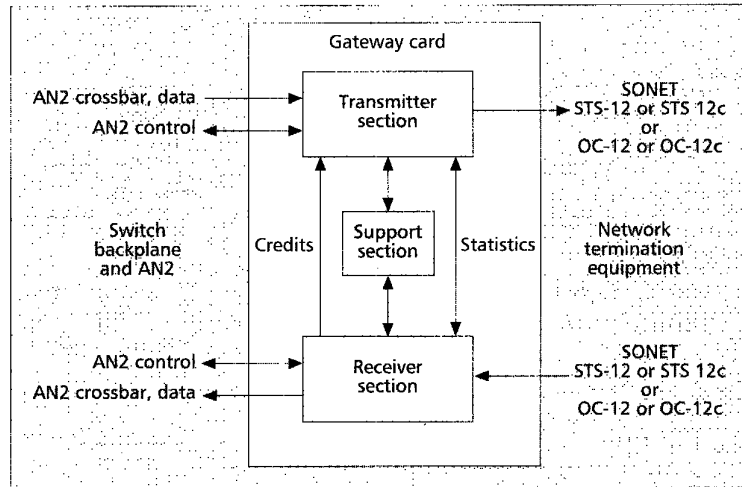 Gateway card
AN2 crossbar, data
AN2 control
Transmitter
section
SONET
STS-12 or STS 12c
or
OC-12 or OC-12c
Switch
backplane
and AN2
Credits
Support
section
Statistics
Network
termination
equipment
AN2 control
AN2 crossbar, data
Receiver
section
SONET
STS-12 or STS 12c
or
OC-12 or OC-12c